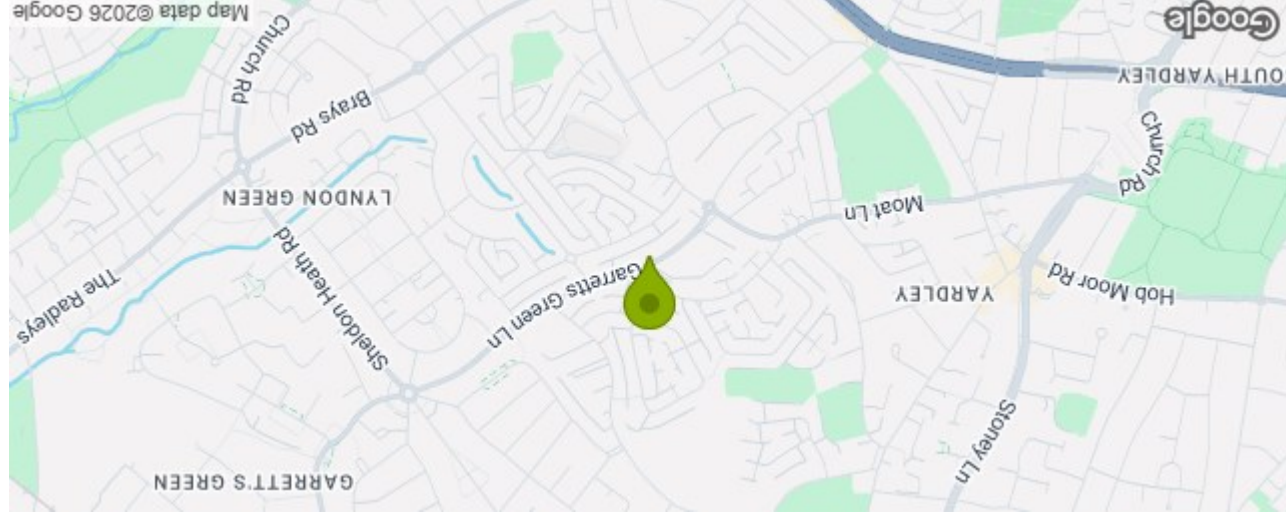 GARRETT'S GREEN
Stoney Ln
Sheldon Heath Rd
Garretts Green Ln
The Radleys
YARDLEY
Hob Moor Rd
Moat Ln
LYNDON GREEN
Church Rd
Brays Rd
OUTH YARDLEY
Church Rd
Google
Map data ©2026 Google